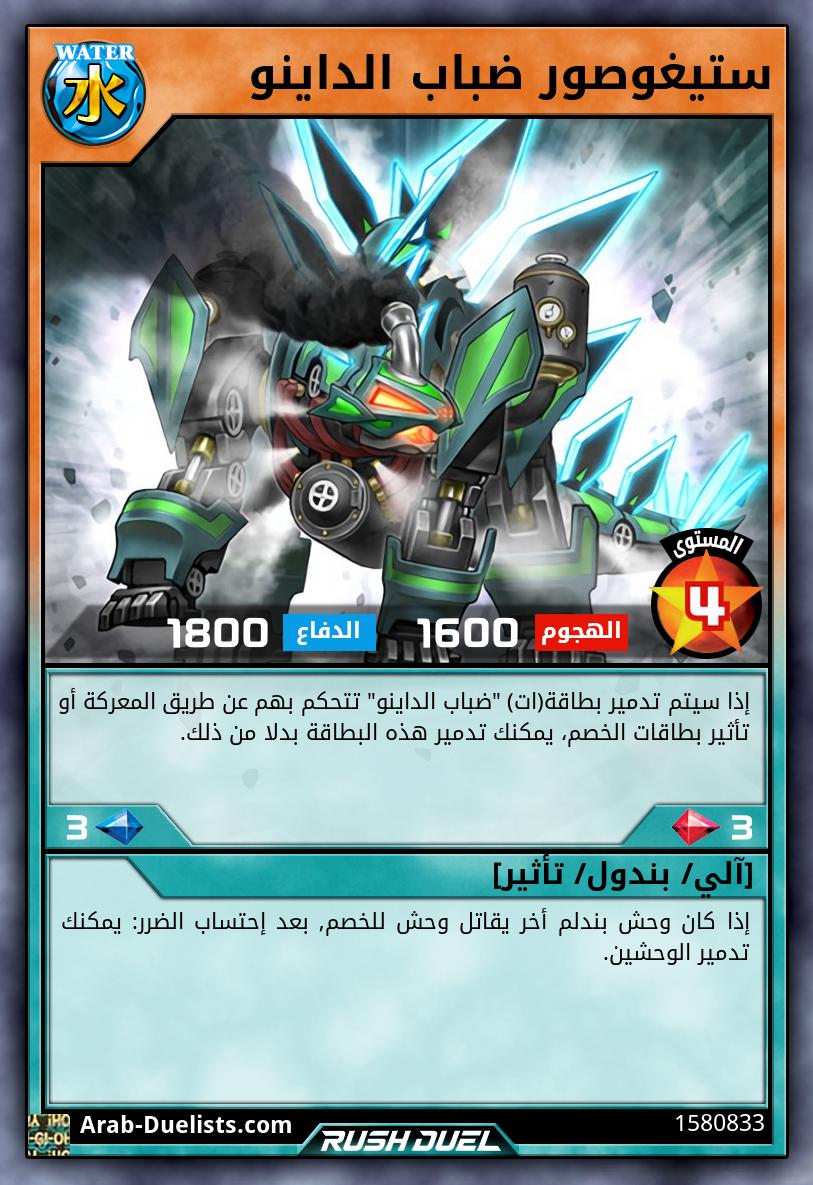 WATER
水
ستيغوصور ضباب الداينو
المستوى
4
الهجوم 1600 الدفاع 1800
إذا سيتم تدمير بطاقة(ات) "ضباب الداينو" تتحكم بهم عن طريق المعركة أو
تأثير بطاقات الخصم، يمكنك تدمير هذه البطاقة بدلا من ذلك.
3 3
[آلي/ بندول/ تأثير]
إذا كان وحش بندلم أخر يقاتل وحش للخصم, بعد إحتساب الضرر: يمكنك
تدمير الوحشين.
Arab-Duelists.com
RUSH DUEL
1580833